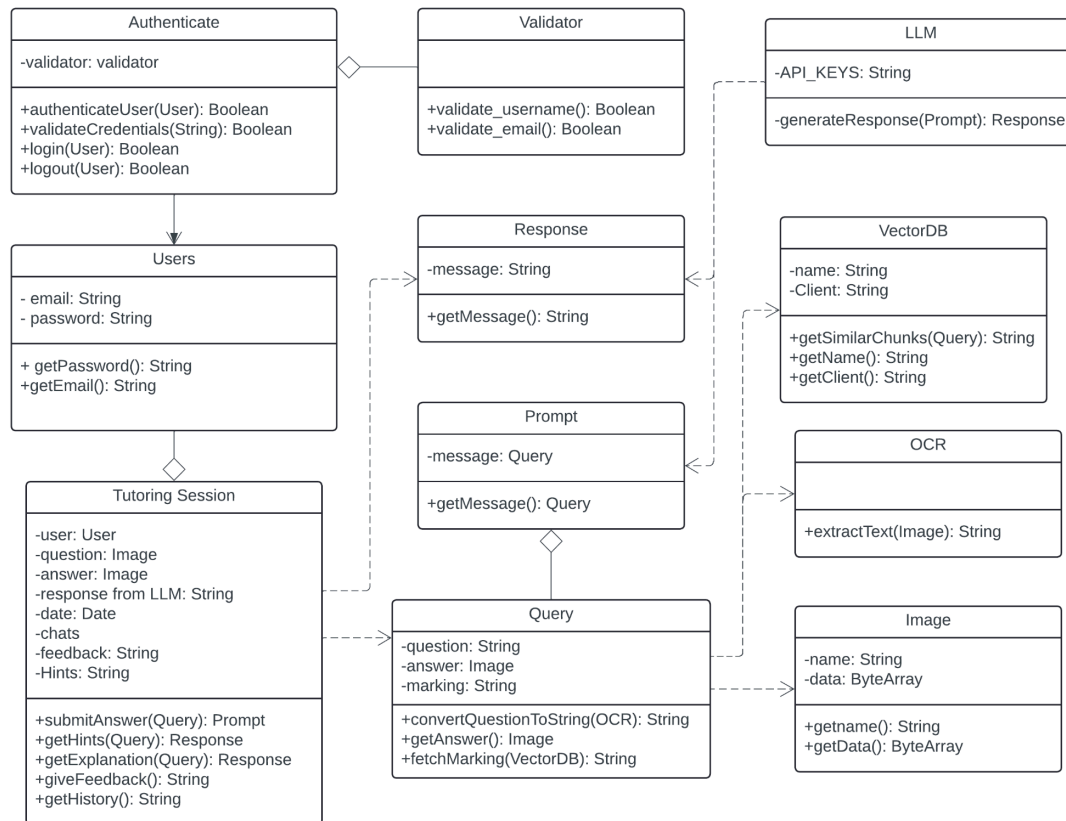 Authenticate
-validator: validator
+authenticateUser(User): Boolean
+validateCredentials(String): Boolean
+login(User): Boolean
+logout(User): Boolean
Validator
+validate_username(): Boolean
+validate_email(): Boolean
LLM
-API_KEYS: String
-generateResponse(Prompt): Response
Users
- email: String
- password: String
+ getPassword(): String
+getEmail(): String
Response
-message: String
+getMessage(): String
VectorDB
-name: String
-Client: String
+getSimilarChunks(Query): String
+getName(): String
+getClient(): String
Prompt
-message: Query
+getMessage(): Query
OCR
+extractText(Image): String
Tutoring Session
-user: User
-question: Image
-answer: Image
-response from LLM: String
-date: Date
-chats
-feedback: String
-Hints: String
+submitAnswer(Query): Prompt
+getHints(Query): Response
+getExplanation(Query): Response
+giveFeedback(): String
+getHistory(): String
Query
-question: String
-answer: Image
-marking: String
+convertQuestionToString(OCR): String
+getAnswer(): Image
+fetchMarking(VectorDB): String
Image
-name: String
-data: ByteArray
+getname(): String
+getData(): ByteArray